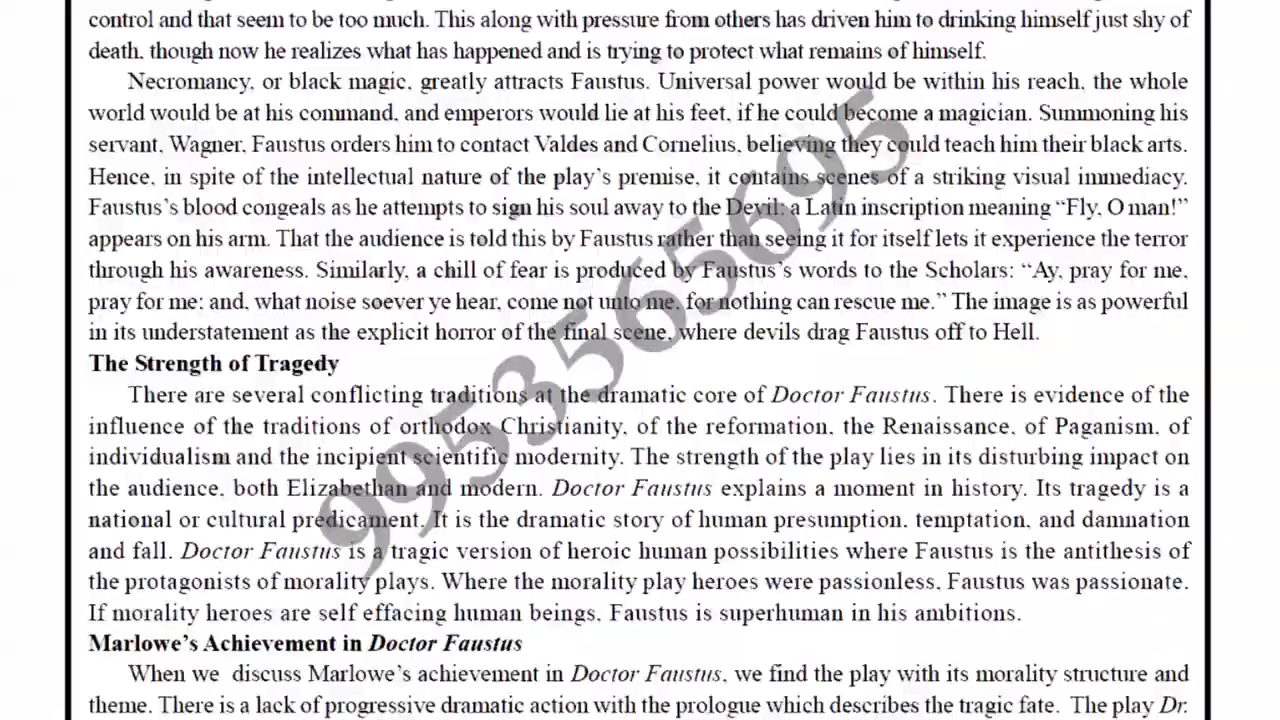 control and that seem to be too much. This along with pressure from others has driven him to drinking himself just shy of
death, though now he realizes what has happened and is trying to protect what remains of himself.
Necromancy, or black magic, greatly attracts Faustus. Universal power would be within his reach, the whole
world would be at his command, and emperors would lie at his feet, if he could become a magician. Summoning his
servant, Wagner, Faustus orders him to contact Valdes and Cornelius, believing they could teach him their black arts.
Hence, in spite of the intellectual nature of the play's premise, it contains scenes of a striking visual immediacy.
Faustus's blood congeals as he attempts to sign his soul away to the Devil; a Latin inscription meaning “Fly, O man!”
appears on his arm. That the audience is told this by Faustus rather than seeing it for itself lets it experience the terror
through his awareness. Similarly, a chill of fear is produced by Faustus's words to the Scholars: “Ay, pray for me,
pray for me; and, what noise soever ye hear, come not unto me, for nothing can rescue me.” The image is as powerful
in its understatement as the explicit horror of the final scene, where devils drag Faustus off to Hell.
The Strength of Tragedy
There are several conflicting traditions at the dramatic core of Doctor Faustus. There is evidence of the
influence of the traditions of orthodox Christianity, of the reformation, the Renaissance, of Paganism, of
individualism and the incipient scientific modernity. The strength of the play lies in its disturbing impact on
the audience, both Elizabethan and modern. Doctor Faustus explains a moment in history. Its tragedy is a
national or cultural predicament. It is the dramatic story of human presumption, temptation, and damnation
and fall. Doctor Faustus is a tragic version of heroic human possibilities where Faustus is the antithesis of
the protagonists of morality plays. Where the morality play heroes were passionless, Faustus was passionate.
If morality heroes are self effacing human beings, Faustus is superhuman in his ambitions.
Marlowe's Achievement in Doctor Faustus
When we discuss Marlowe's achievement in Doctor Faustus, we find the play with its morality structure and
theme. There is a lack of progressive dramatic action with the prologue which describes the tragic fate. The play Dr.
9953565695